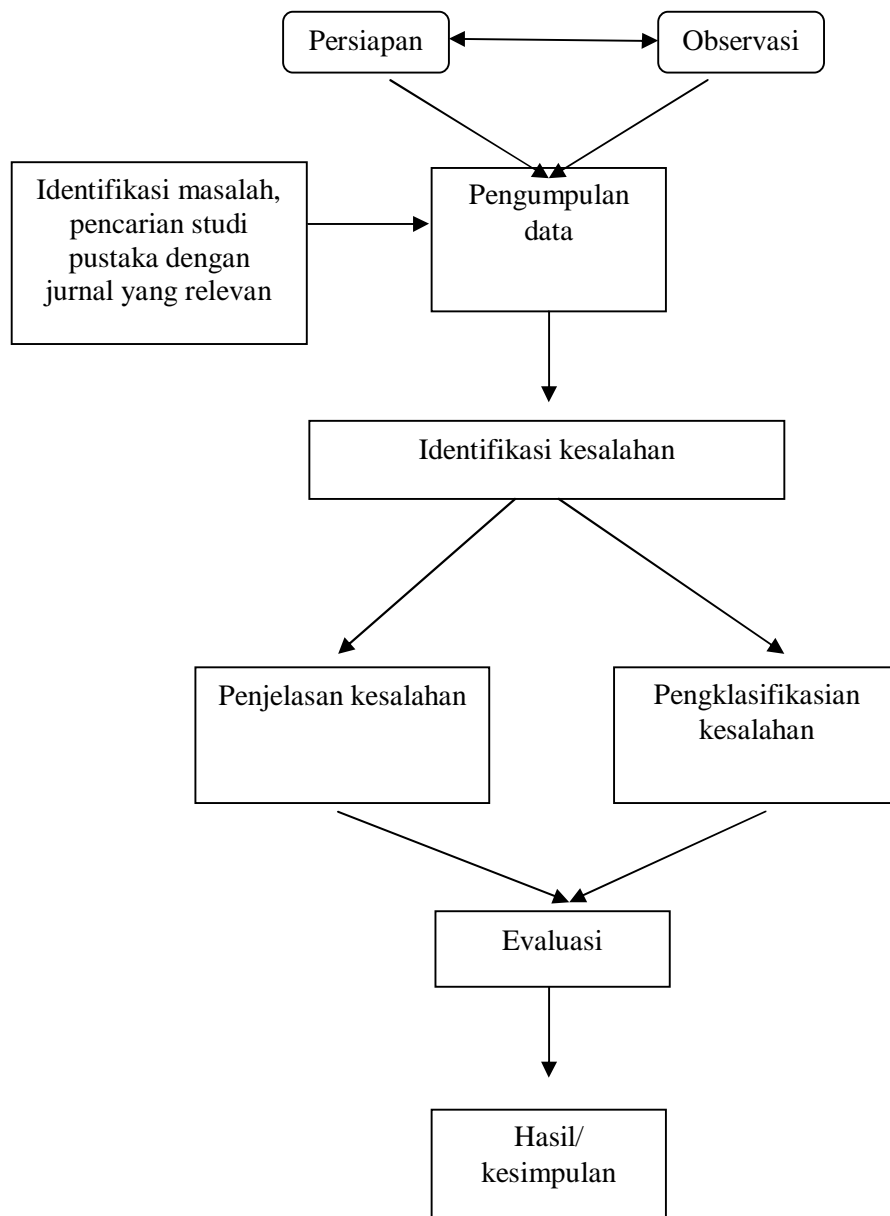 Persiapan
Observasi
Identifikasi masalah,
pencarian studi
pustaka dengan
jurnal yang relevan
Pengumpulan
data
Identifikasi kesalahan
Penjelasan kesalahan
Pengklasifikasian
kesalahan
Evaluasi
Hasil/
kesimpulan